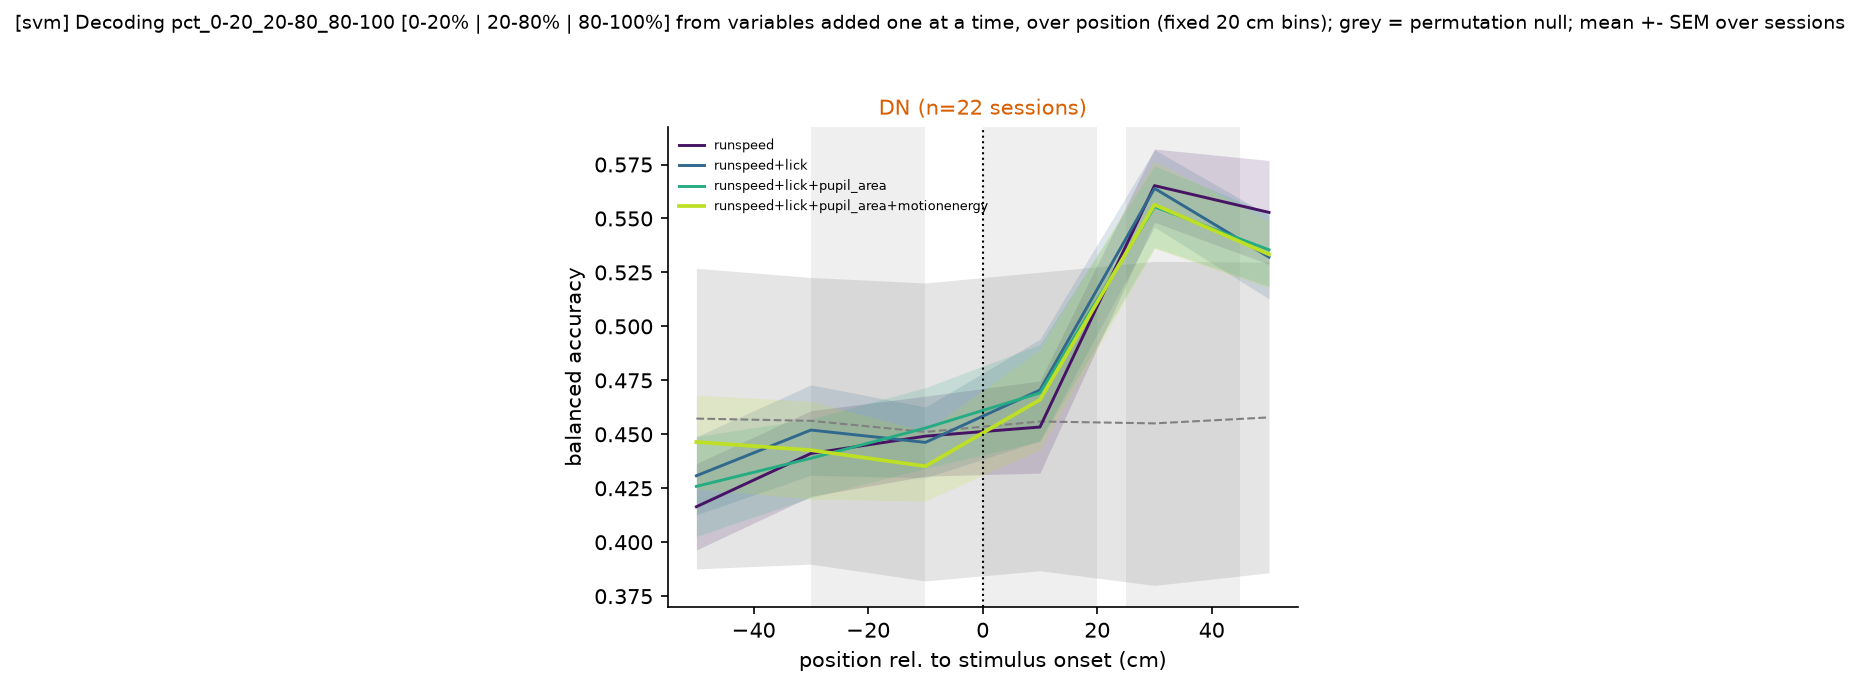 [svm] Decoding pct_0-20_20-80_80-100 [0-20% | 20-80% | 80-100%] from variables added one at a time, over position (fixed 20 cm bins); grey = permutation null; mean +- SEM over sessions
DN (n=22 sessions)
runspeed
runspeed+lick
runspeed+lick+pupil_area
runspeed+lick+pupil_area+motionenergy
balanced accuracy
0.575
0.550
0.525
0.500
0.475
0.450
0.425
0.400
0.375
−40
−20
0
20
40
position rel. to stimulus onset (cm)